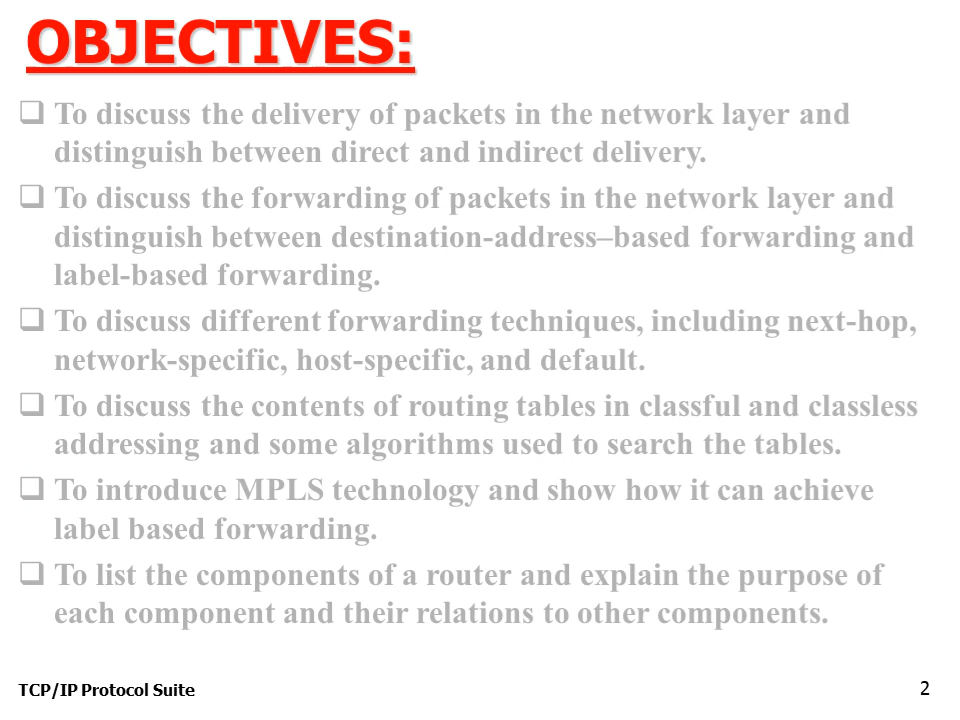 OBJECTIVES:
❑ To discuss the delivery of packets in the network layer and
distinguish between direct and indirect delivery.
❑ To discuss the forwarding of packets in the network layer and
distinguish between destination-address–based forwarding and
label-based forwarding.
❑ To discuss different forwarding techniques, including next-hop,
network-specific, host-specific, and default.
❑ To discuss the contents of routing tables in classful and classless
addressing and some algorithms used to search the tables.
❑ To introduce MPLS technology and show how it can achieve
label based forwarding.
❑ To list the components of a router and explain the purpose of
each component and their relations to other components.
TCP/IP Protocol Suite
2